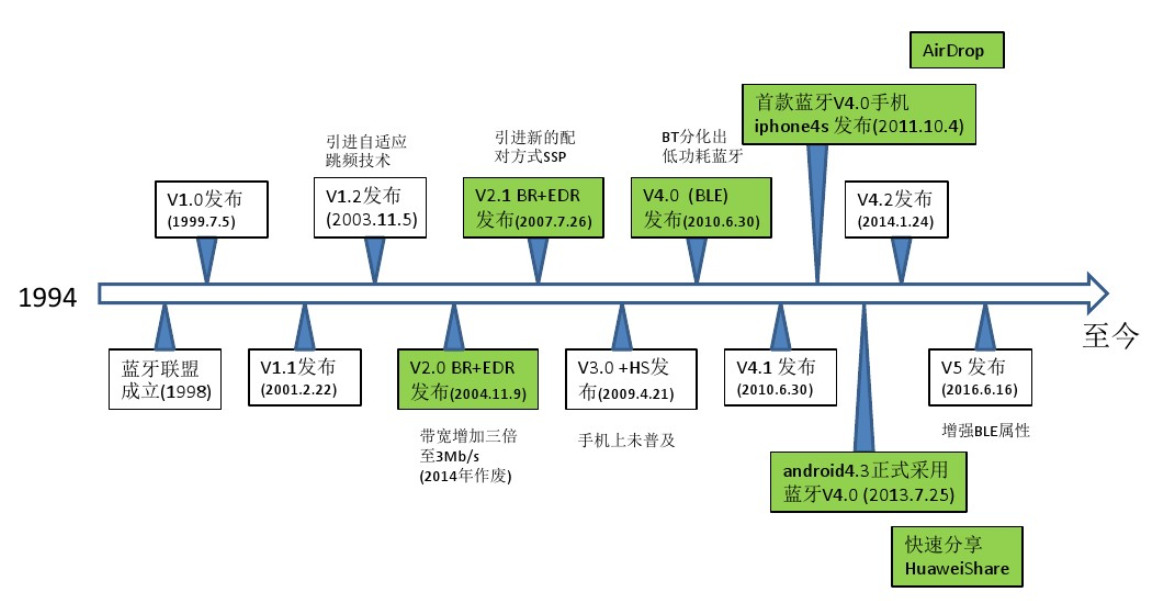 AirDrop
首款蓝牙V4.0手机
iphone4s 发布(2011.10.4)
引进自适应
跳频技术
引进新的配
对方式SSP
BT分化出
低功耗蓝牙
V1.0发布
(1999.7.5)
V1.2发布
(2003.11.5)
V2.1 BR+EDR
发布(2007.7.26)
V4.0 (BLE)
发布(2010.6.30)
V4.2发布
(2014.1.24)
1994
至今
蓝牙联盟
成立(1998)
V1.1发布
(2001.2.22)
V2.0 BR+EDR
发布(2004.11.9)
带宽增加三倍
至3Mb/s
(2014年作废)
V3.0 +HS发
布(2009.4.21)
手机上未普及
V4.1 发布
(2010.6.30)
V5 发布
(2016.6.16)
增强BLE属性
android4.3正式采用
蓝牙V4.0 (2013.7.25)
快速分享
HuaweiShare